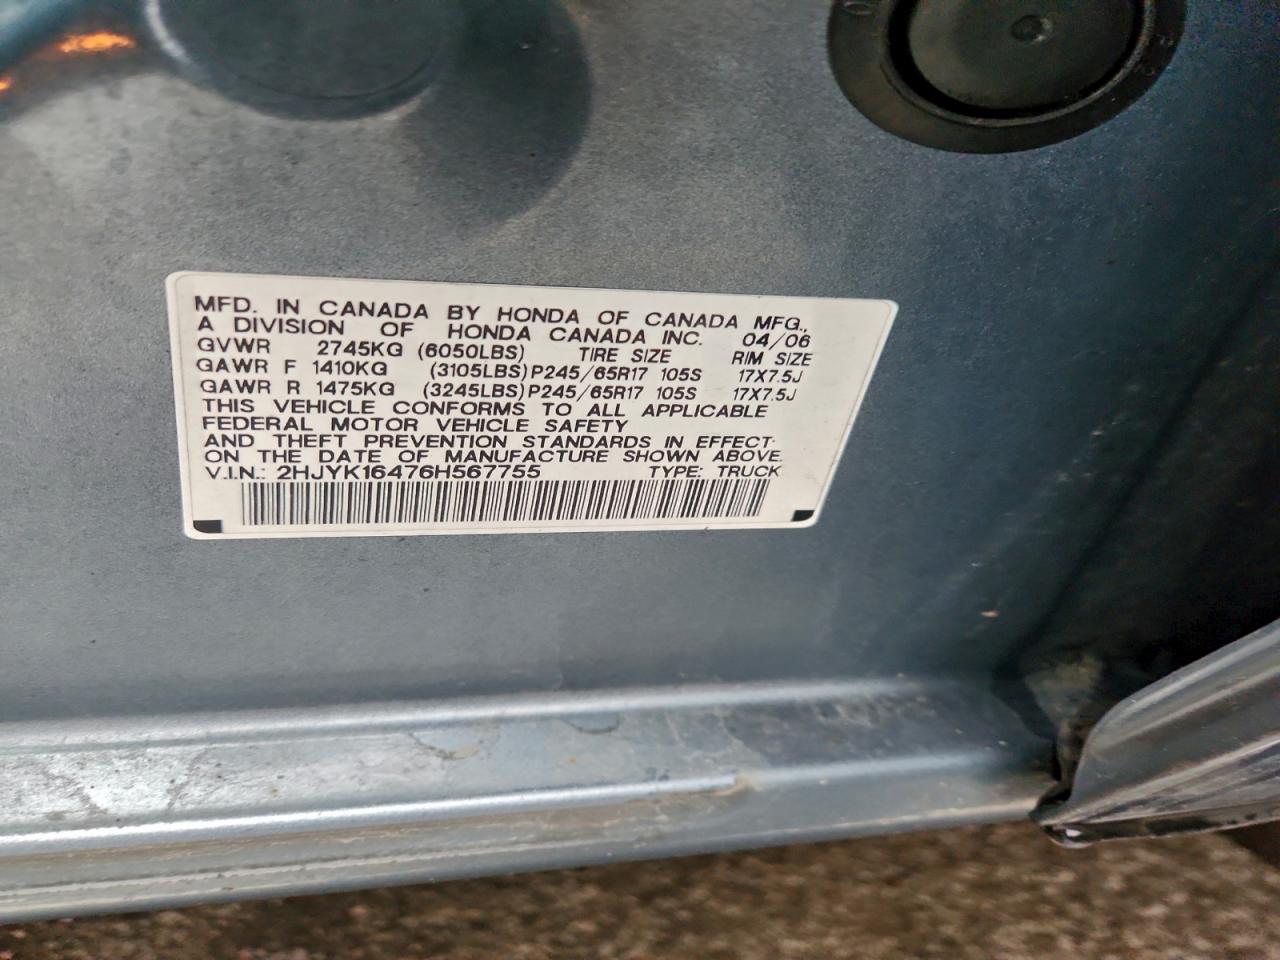 MFD. IN CANADA BY HONDA OF CANADA MFG.,
A DIVISION OF HONDA CANADA INC. 04/06
GVWR 2745KG (6050LBS) TIRE SIZE RIM SIZE
GAWR F 1410KG (3105LBS) P245/65R17 105S 17X7.5J
GAWR R 1475KG (3245LBS) P245/65R17 105S 17X7.5J
THIS VEHICLE CONFORMS TO ALL APPLICABLE
FEDERAL MOTOR VEHICLE SAFETY
AND THEFT PREVENTION STANDARDS IN EFFECT
ON THE DATE OF MANUFACTURE SHOWN ABOVE.
V.I.N.: 2HJYK16476H567755 TYPE: TRUCK